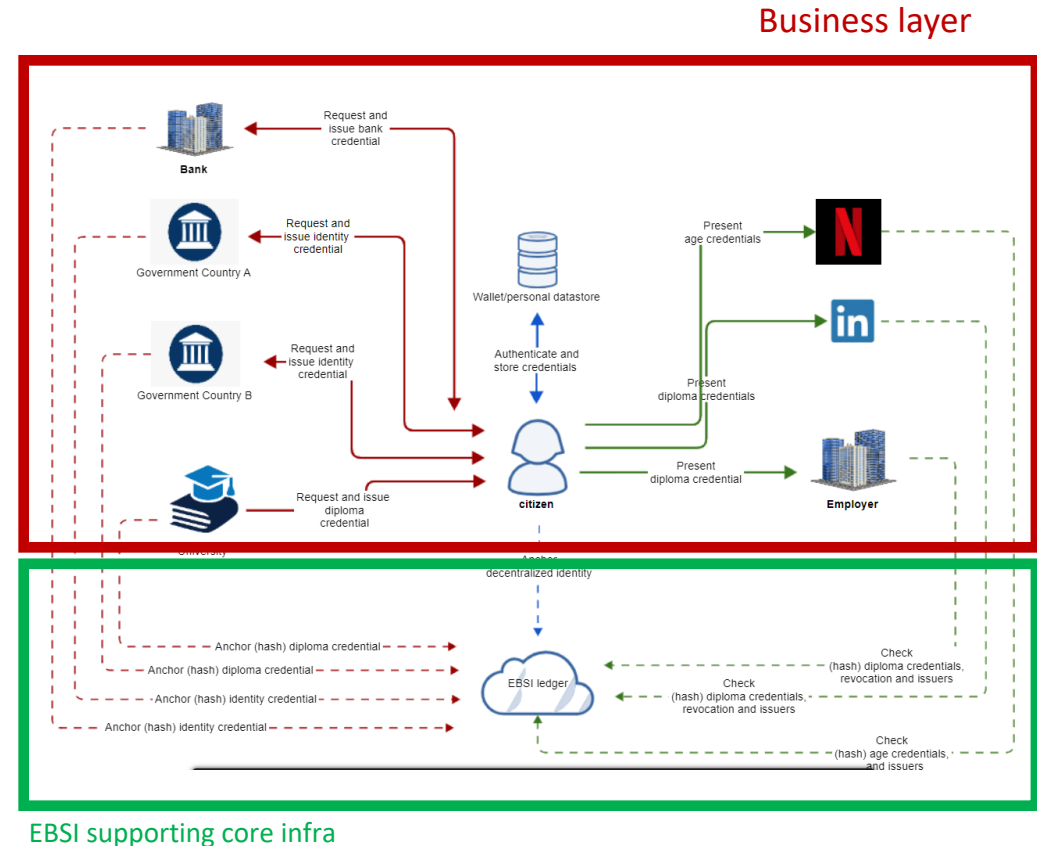 Business layer
Request and
issue bank
credential
Bank
Request and
issue identity
credential
Government Country A
Wallet/personal datastore
Present
age credentials
N
in
Request and
issue identity
credential
Government Country B
Authenticate and
store credentials
Present
diploma credentials
Present
diploma credential
Request and issue
diploma
credential
citizen
Employer
University
Anchor
decentralized identity
Anchor (hash) diploma credential
Anchor (hash) diploma credential
Anchor (hash) identity credential
Anchor (hash) identity credential
EBSI ledger
Check
(hash) diploma credentials,
revocation and issuers
Check
(hash) diploma credentials,
revocation and issuers
Check
(hash) age credentials,
and issuers
EBSI supporting core infra